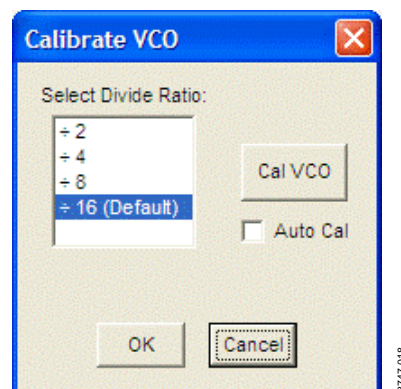 Calibrate VCO
Select Divide Ratio:
÷ 2
÷ 4
÷ 8
÷ 16 (Default)
Cal VCO
Auto Cal
OK
Cancel